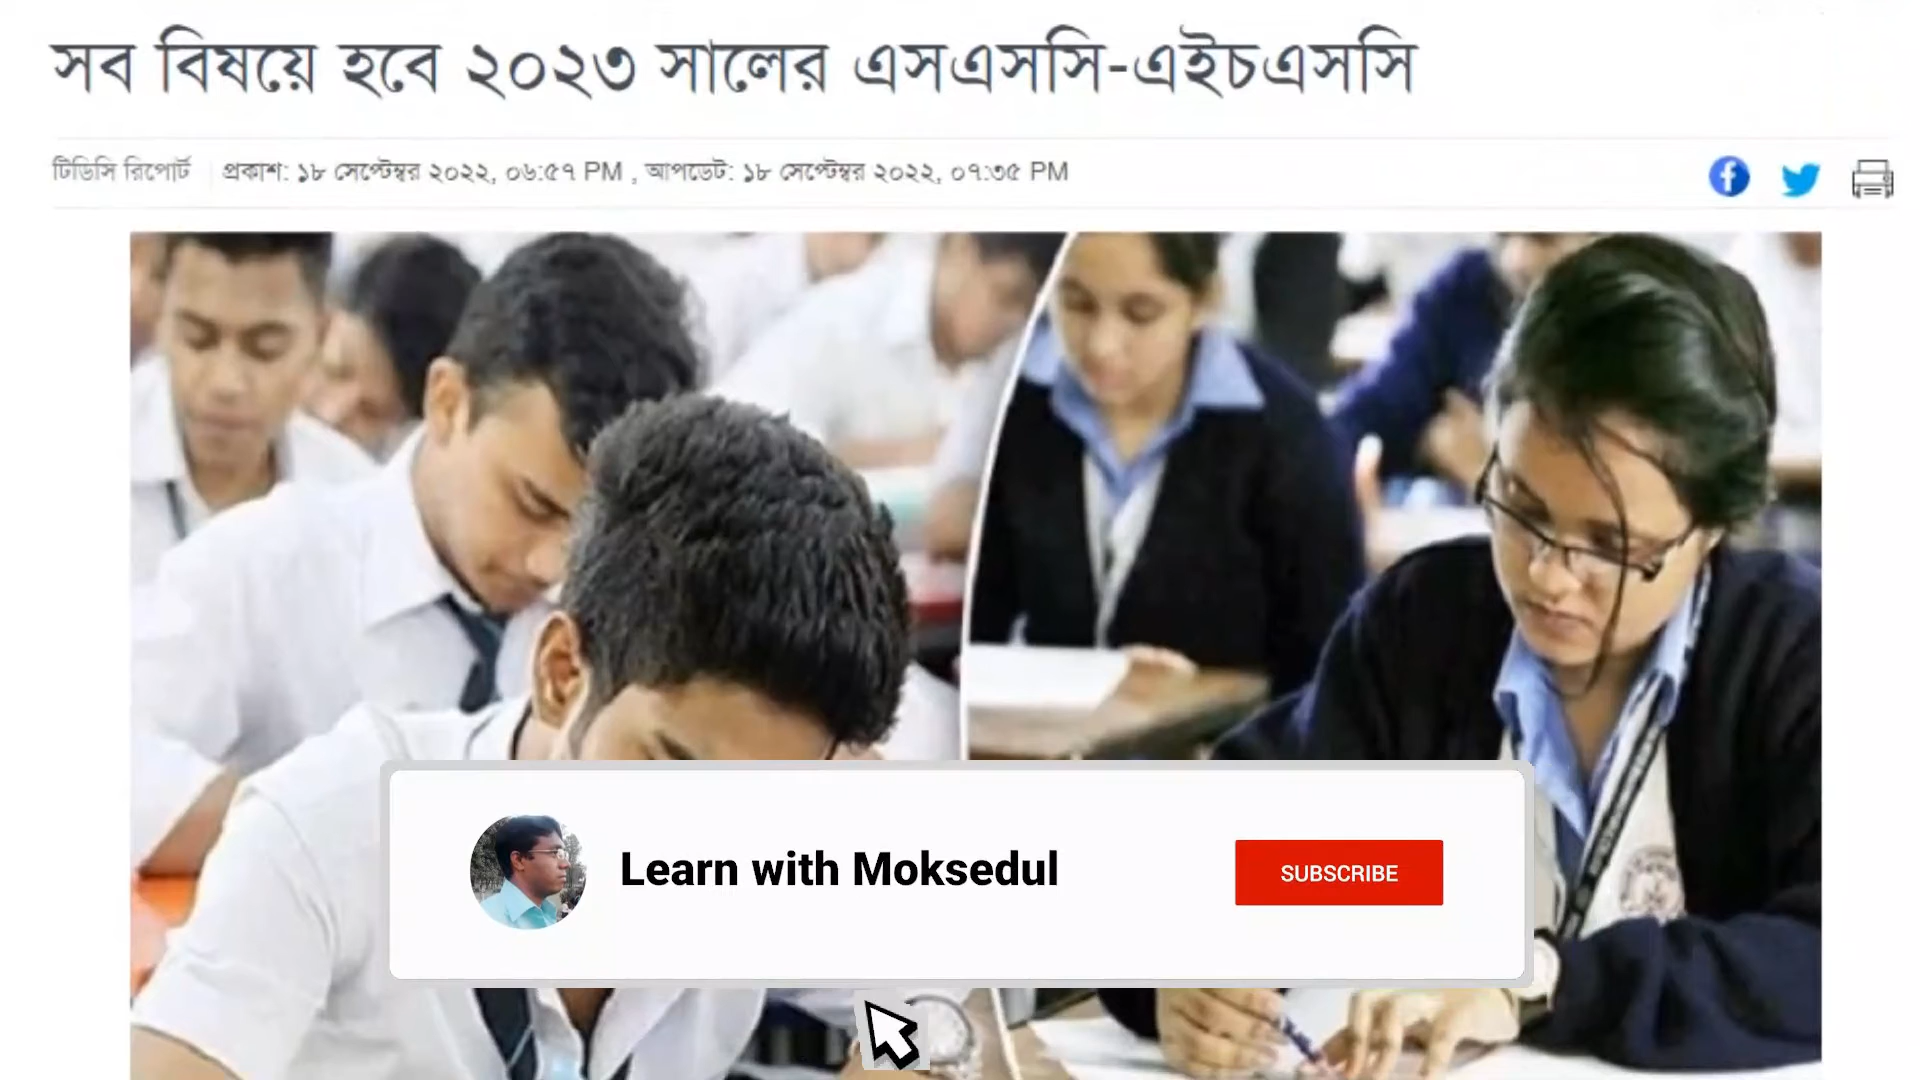 সব বিষয়ে হবে ২০২৩ সালের এসএসসি-এইচএসসি
টিডিসি রিপোর্ট প্রকাশ: ১৮ সেপ্টেম্বর ২০২২, ০৬:৫৭ PM , আপডেট: ১৮ সেপ্টেম্বর ২০২২, ০৭:৩৫ PM
Learn with Moksedul
SUBSCRIBE